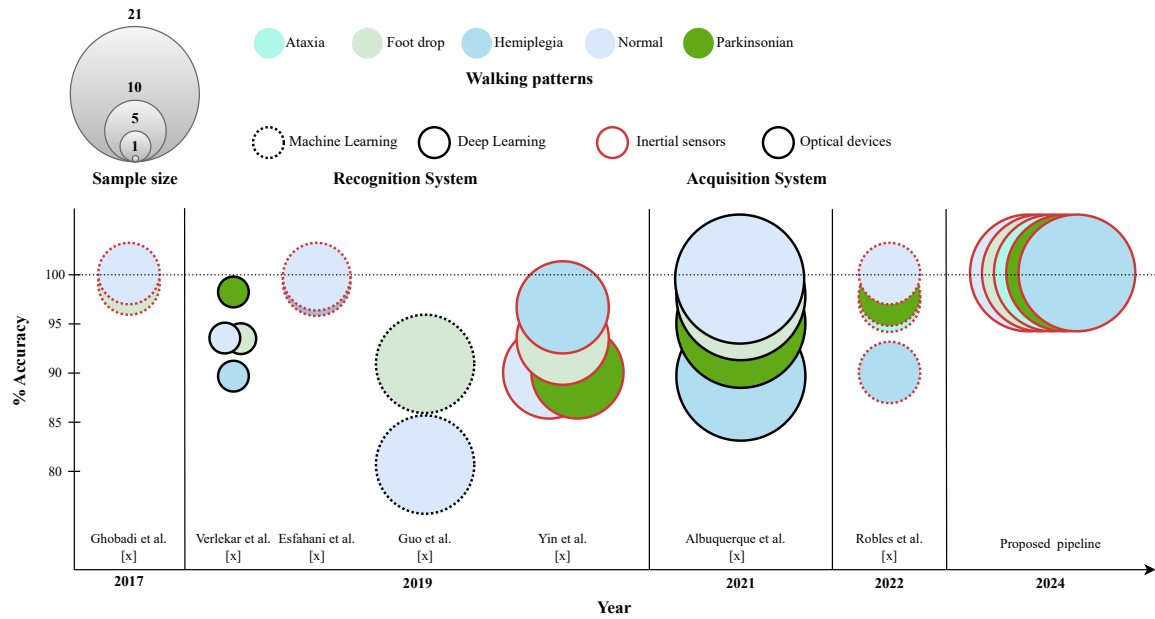 21
10
5
1
Sample size
Ataxia
Foot drop
Hemiplegia
Normal
Parkinsonian
Walking patterns
Machine Learning
Deep Learning
Inertial sensors
Optical devices
Recognition System
Acquisition System
% Accuracy
100
95
90
85
80
Ghobadi et al.
[x]
Verlekar et al.
[x]
Esfahani et al.
[x]
Guo et al.
[x]
Yin et al.
[x]
Albuquerque et al.
[x]
Robles et al.
[x]
Proposed pipeline
2017
2019
2021
2022
2024
Year